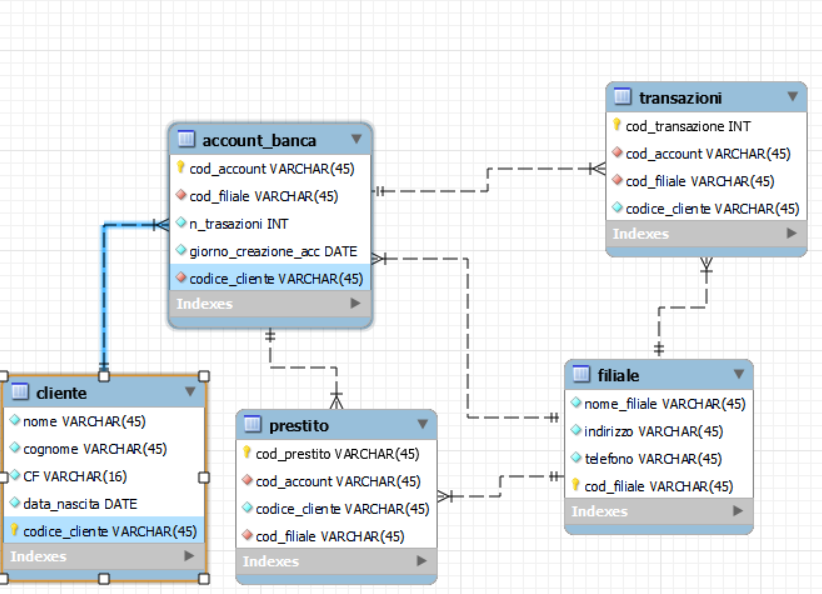 transazioni
cod_transazione INT
cod_account VARCHAR(45)
cod_filiale VARCHAR(45)
codice_cliente VARCHAR(45)
Indexes
account_banca
cod_account VARCHAR(45)
cod_filiale VARCHAR(45)
n_trasazioni INT
giorno_creazione_acc DATE
codice_cliente VARCHAR(45)
Indexes
cliente
nome VARCHAR(45)
cognome VARCHAR(45)
CF VARCHAR(16)
data_nascita DATE
codice_cliente VARCHAR(45)
Indexes
prestito
cod_prestito VARCHAR(45)
cod_account VARCHAR(45)
codice_cliente VARCHAR(45)
cod_filiale VARCHAR(45)
Indexes
filiale
nome_filiale VARCHAR(45)
indirizzo VARCHAR(45)
telefono VARCHAR(45)
cod_filiale VARCHAR(45)
Indexes